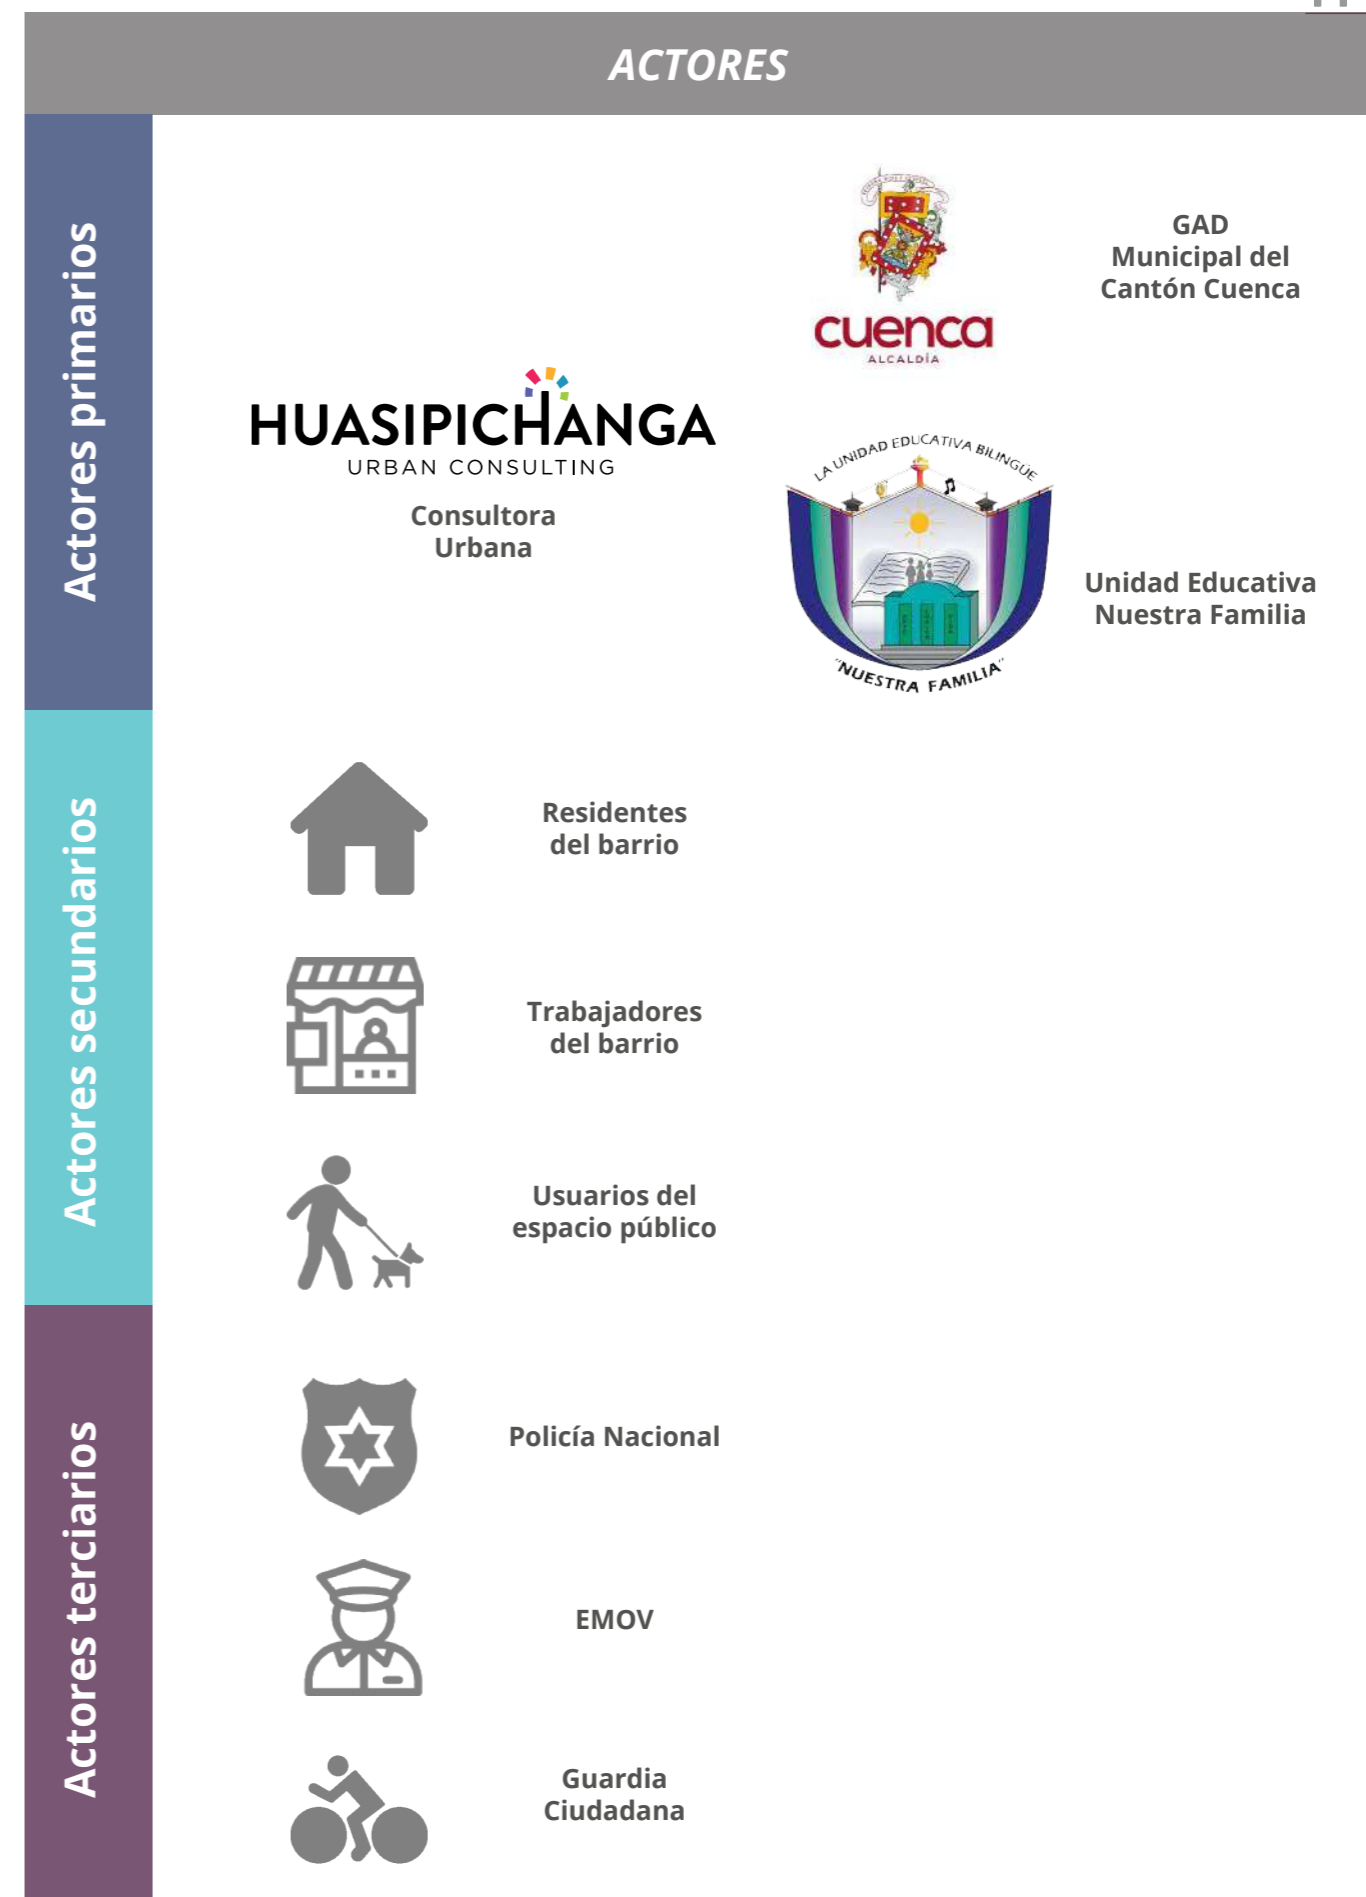 ACTORES
Actores primarios
HUASIPICHANGA
URBAN CONSULTING
Consultora
Urbana
cuenca
ALCALDÍA
GAD
Municipal del
Cantón Cuenca
LA UNIDAD EDUCATIVA BILINGÜE
"NUESTRA FAMILIA"
Unidad Educativa
Nuestra Familia
Actores secundarios
Residentes
del barrio
Trabajadores
del barrio
Usuarios del
espacio público
Actores terciarios
Policía Nacional
EMOV
Guardia
Ciudadana